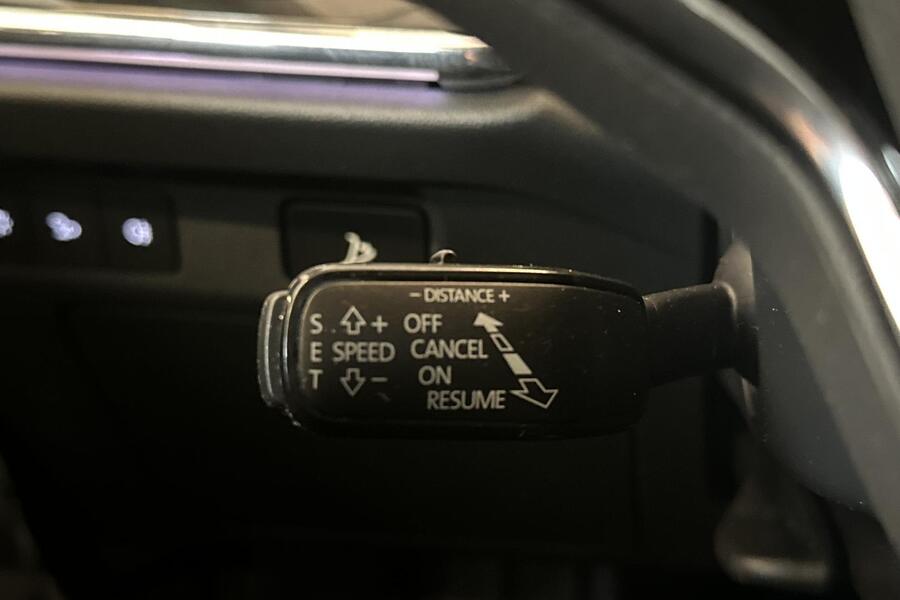 – DISTANCE +
S + OFF
E SPEED CANCEL
T – ON
RESUME